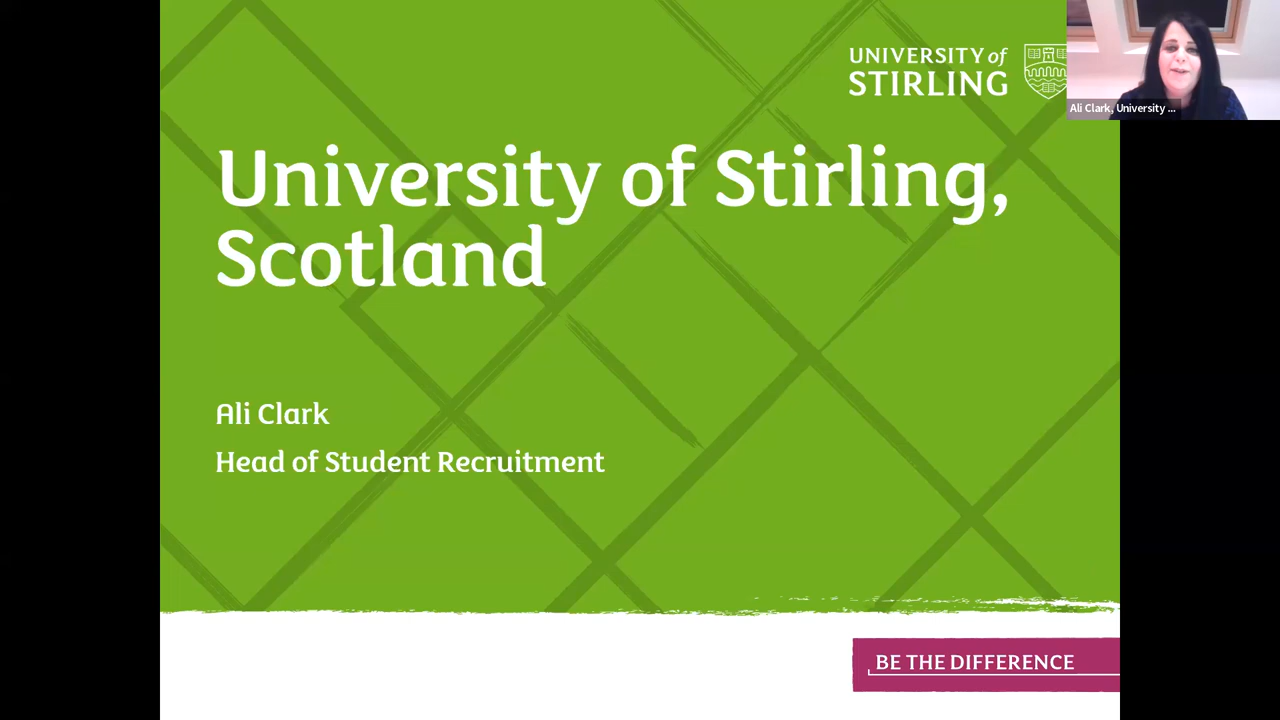 UNIVERSITY of
STIRLING
Ali Clark, University ...
University of Stirling,
Scotland
Ali Clark
Head of Student Recruitment
BE THE DIFFERENCE